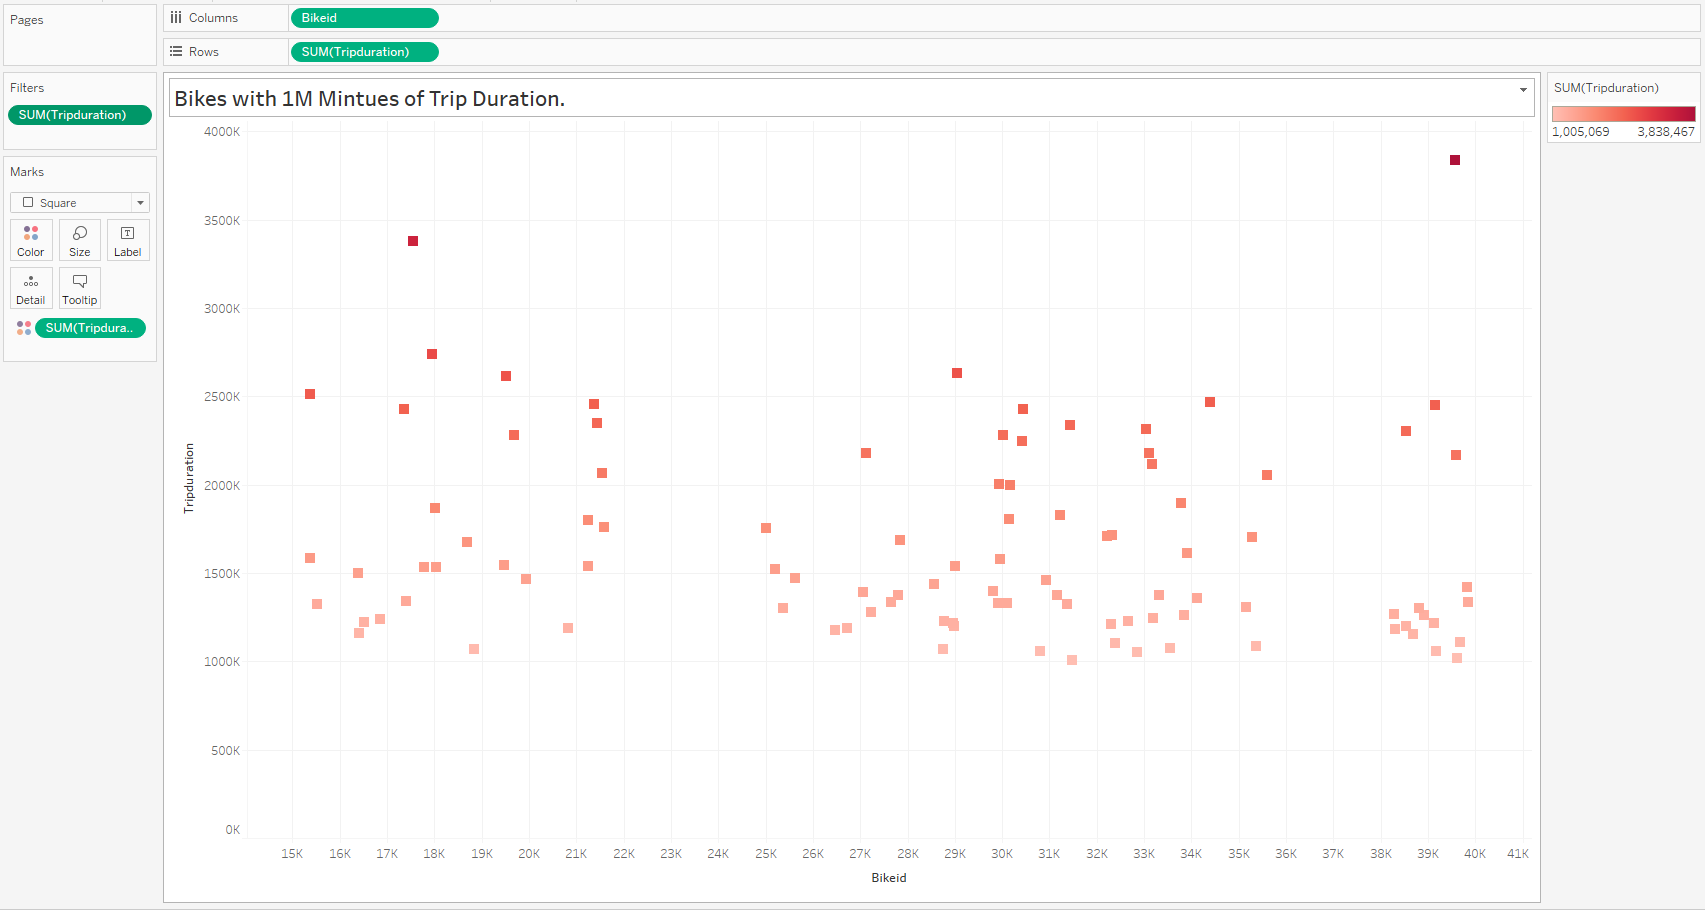 Pages
Columns
Bikeid
Rows
SUM(Tripduration)
Filters
SUM(Tripduration)
Marks
Square
Color
Size
Label
Detail
Tooltip
SUM(Tripdura..
Bikes with 1M Mintues of Trip Duration.
4000K
3500K
3000K
2500K
2000K
1500K
1000K
500K
0K
Tripduration
15K 16K 17K 18K 19K 20K 21K 22K 23K 24K 25K 26K 27K 28K 29K 30K 31K 32K 33K 34K 35K 36K 37K 38K 39K 40K 41K
Bikeid
SUM(Tripduration)
1,005,069 3,838,467